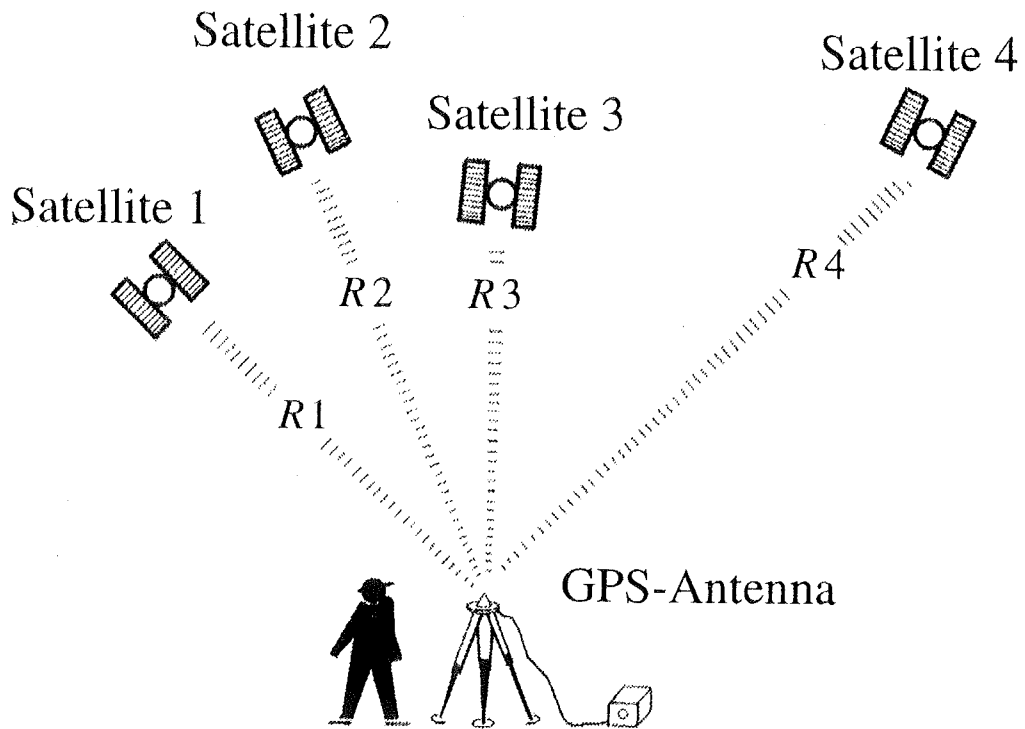 Satellite 2
Satellite 4
Satellite 3
Satellite 1
R4
R2
R3
R1
GPS-Antenna